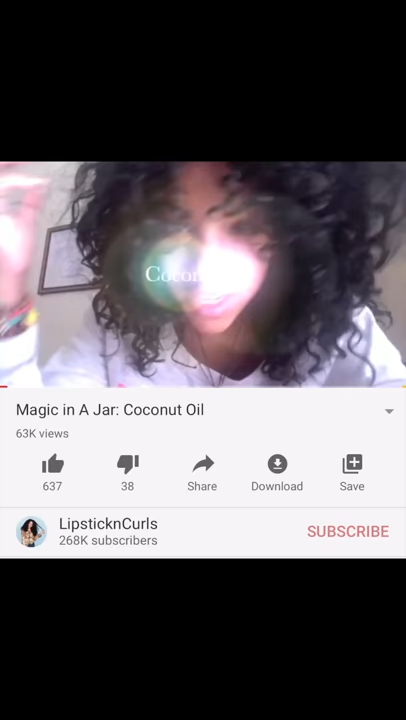 Magic in A Jar: Coconut Oil
63K views
637
38
Share
Download
Save
LipsticknCurls
268K subscribers
SUBSCRIBE